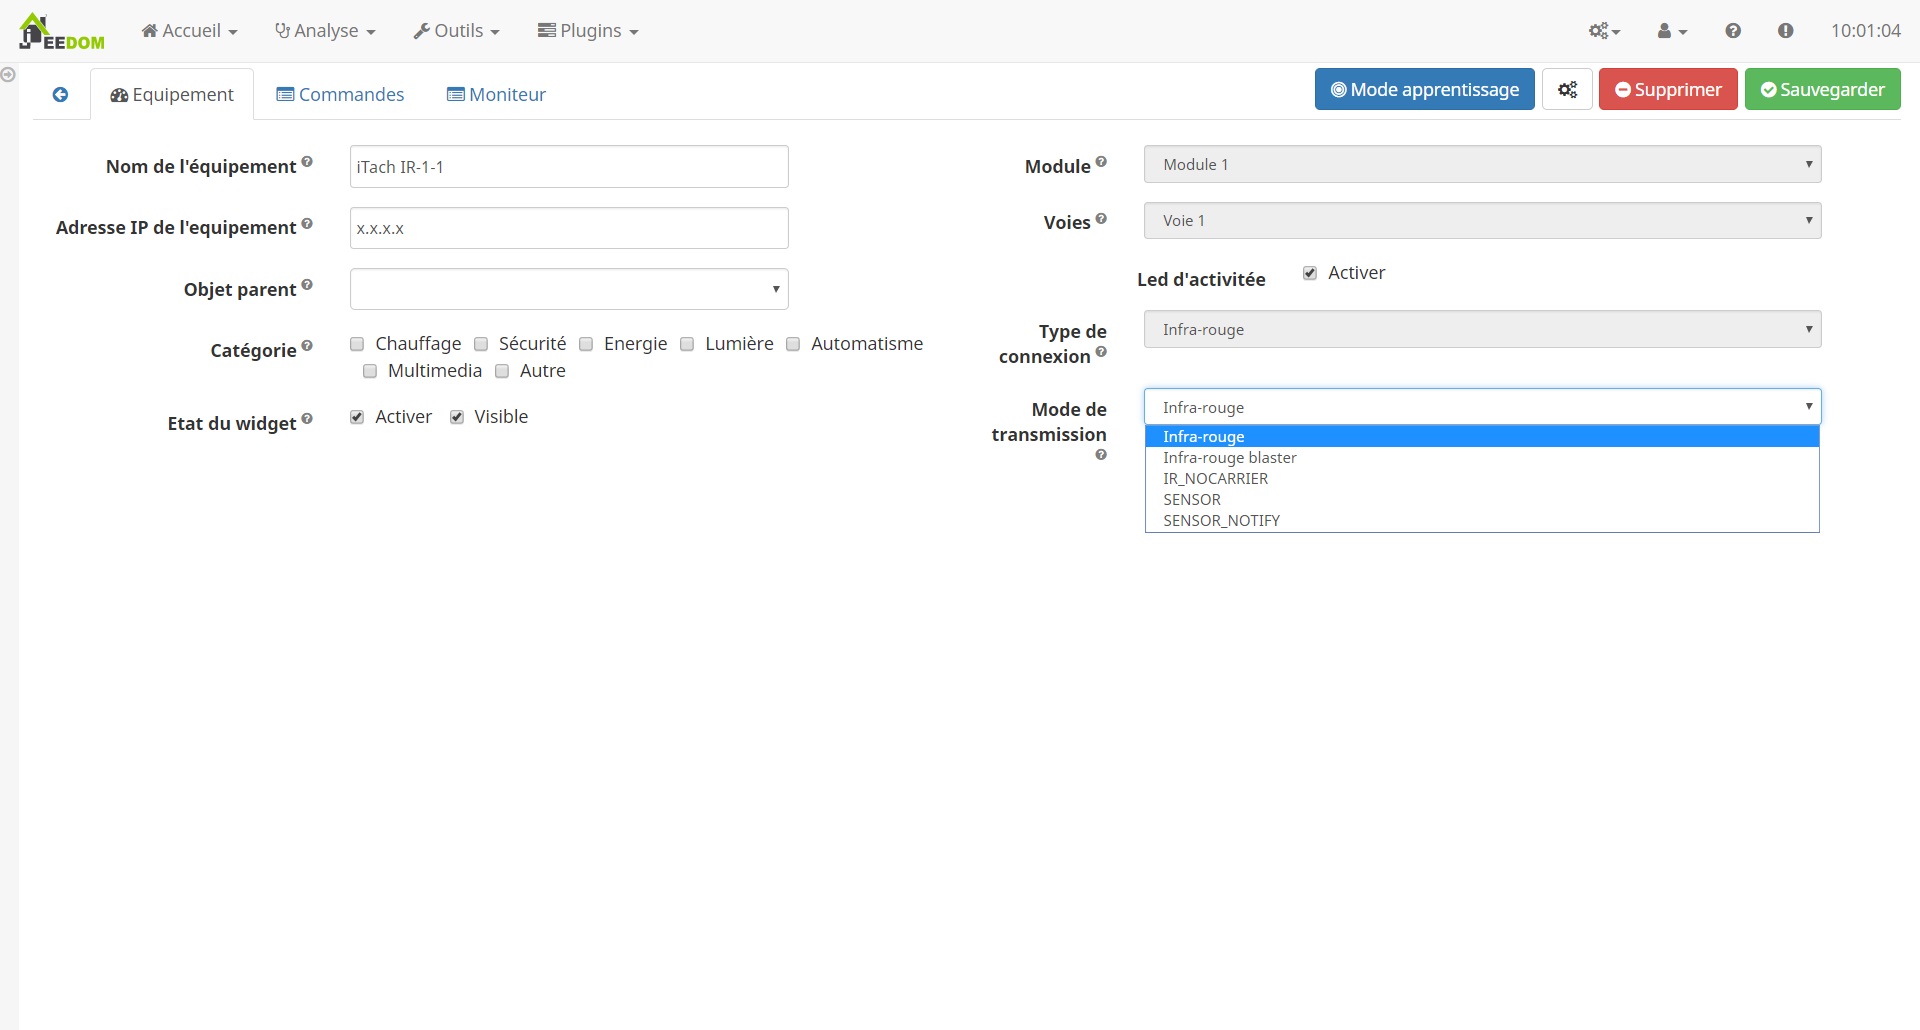 JEEDOM Accueil Analyse Outils Plugins 10:01:04
Equipement Commandes Moniteur Mode apprentissage Supprimer Sauvegarder
Nom de l'équipement iTach IR-1-1
Adresse IP de l'equipement x.x.x.x
Objet parent
Catégorie Chauffage Sécurité Energie Lumière Automatisme
Multimedia Autre
Etat du widget Activer Visible
Module Module 1
Voies Voie 1
Led d'activitée Activer
Type de
connexion Infra-rouge
Mode de
transmission Infra-rouge
Infra-rouge
Infra-rouge blaster
IR_NOCARRIER
SENSOR
SENSOR_NOTIFY